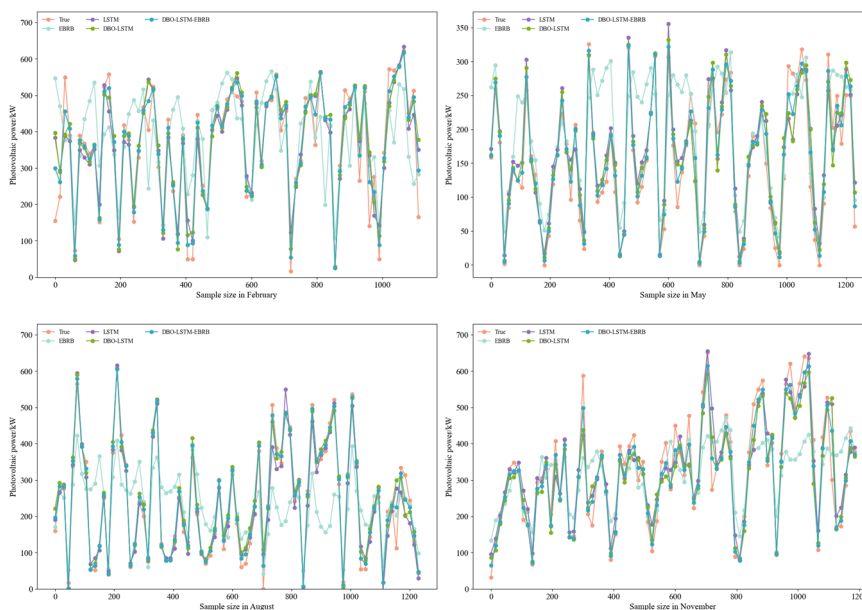 True LSTM DBO-LSTM-EBRB
EBRB DBO-LSTM
Photovoltaic power/kW
700
600
500
400
300
200
100
0
0 200 400 600 800 1000
Sample size in February
True LSTM DBO-LSTM-EBRB
EBRB DBO-LSTM
Photovoltaic power/kW
350
300
250
200
150
100
50
0
0 200 400 600 800 1000 1200
Sample size in May
True LSTM DBO-LSTM-EBRB
EBRB DBO-LSTM
Photovoltaic power/kW
700
600
500
400
300
200
100
0
0 200 400 600 800 1000 1200
Sample size in August
True LSTM DBO-LSTM-EBRB
EBRB DBO-LSTM
Photovoltaic power/kW
700
600
500
400
300
200
100
0
0 200 400 600 800 1000 1200
Sample size in November